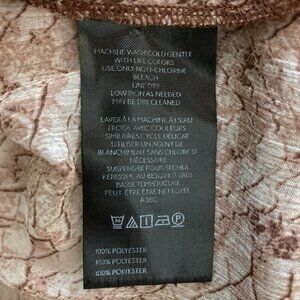 MACHINE WASH COLD GENTLE
WITH LIKE COLORS
USE ONLY NON-CHLORINE
BLEACH
LINE DRY
LOW IRON AS NEEDED
MAY BE DRY CLEANED
LAVER À LA MACHINE À L'EAU
FROIDE AVEC COULEURS
SIMILAIRES CYCLE DÉLICAT
UTILISER UN AGENT DE
BLANCHIMENT SANS CHLORE SI
NÉCESSAIRE
SUSPENDRE POUR SÉCHER
RÉPASSER AU BESOIN À
BASSE TEMPÉRATURE
PEUT ÊTRE NETTOYÉ
À SEC
100% POLYESTER
100% POLYESTER
100% POLYESTER